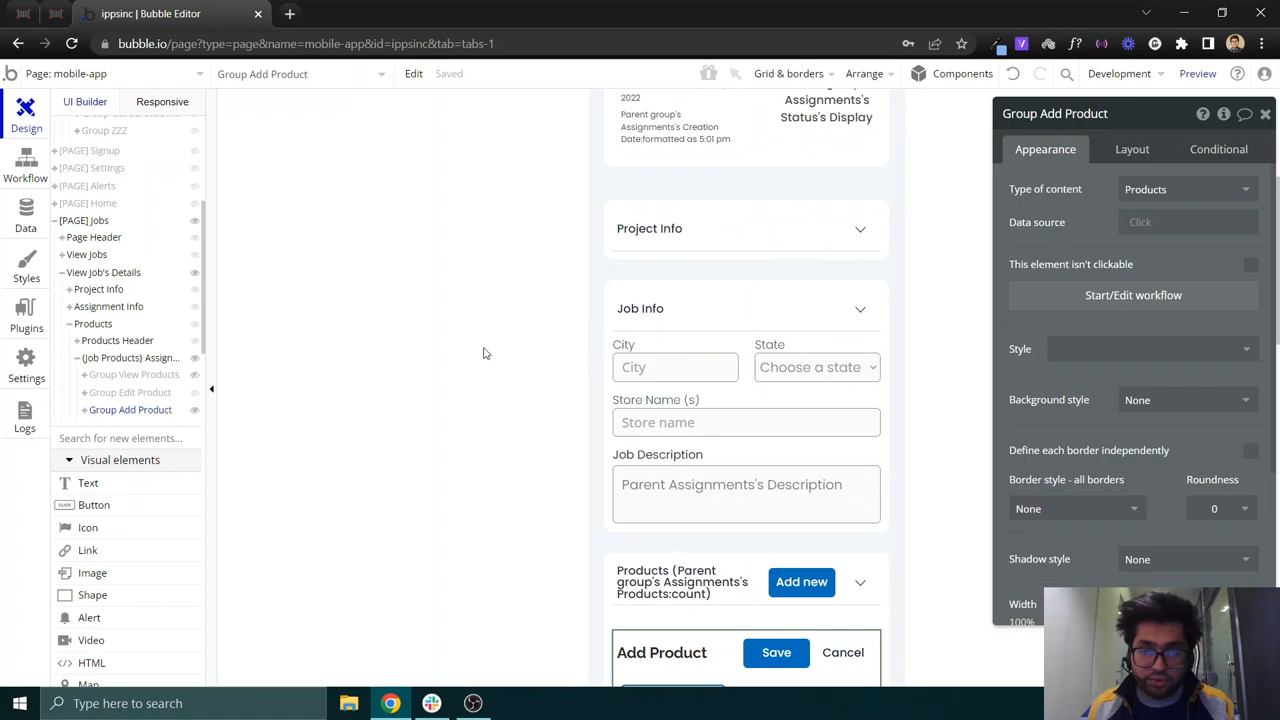 ippsinc | Bubble Editor
bubble.io/page?type=page&name=mobile-app&id=ippsinc&tab=tabs-1
Page: mobile-app
Group Add Product
Edit
Saved
Grid & borders
Arrange
Components
Development
Preview
UI Builder
Responsive
Design
Workflow
Data
Styles
Plugins
Settings
Logs
Group ZZZ
[PAGE] Signup
[PAGE] Settings
[PAGE] Alerts
[PAGE] Home
[PAGE] Jobs
Page Header
View Jobs
View Job's Details
Project Info
Assignment Info
Products
Products Header
{Job Products} Assign...
Group View Products
Group Edit Product
Group Add Product
Search for new elements...
Visual elements
Text
Button
Icon
Link
Image
Shape
Alert
Video
HTML
Map
2022
Parent group's
Assignments's Creation
Date:formatted as 5:01 pm
Assignments's
Status's Display
Project Info
Job Info
City
State
City
Choose a state
Store Name (s)
Store name
Job Description
Parent Assignments's Description
Products (Parent
group's Assignments's
Products:count)
Add new
Add Product
Save
Cancel
Group Add Product
Appearance
Layout
Conditional
Type of content
Products
Data source
Click
This element isn't clickable
Start/Edit workflow
Style
Background style
None
Define each border independently
Border style - all borders
Roundness
None
0
Shadow style
None
Width
100%
Type here to search